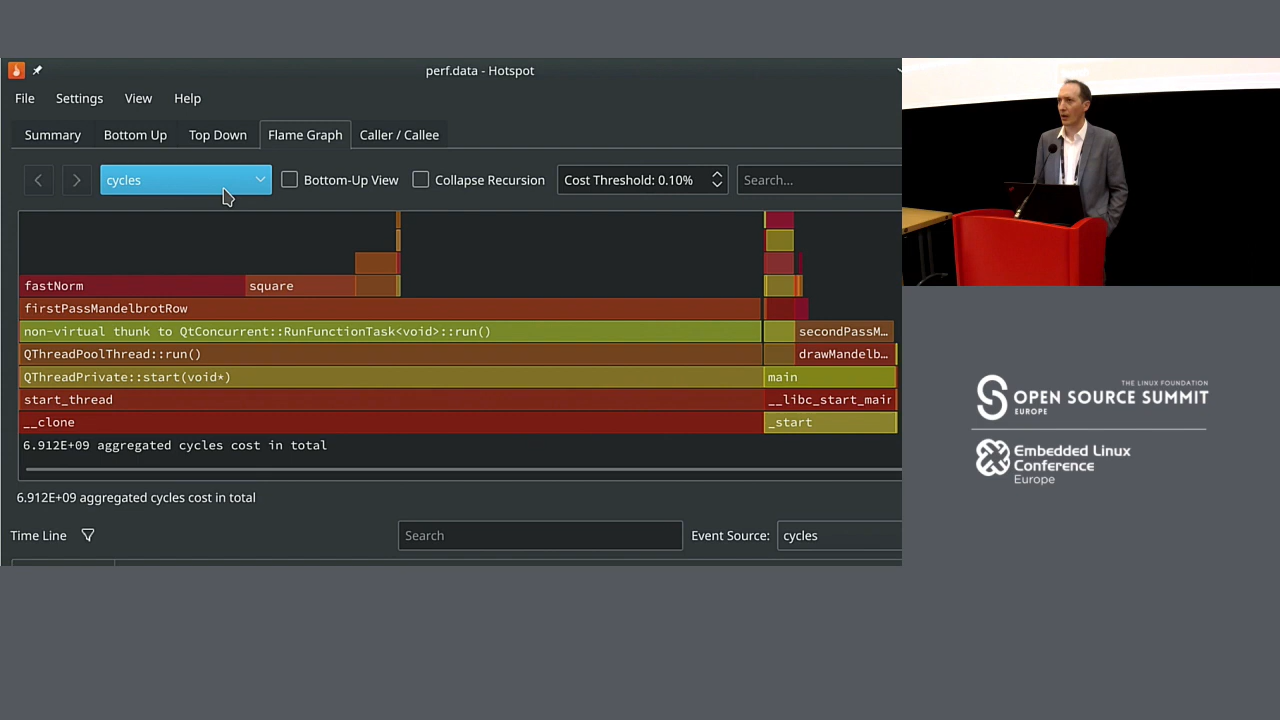 perf.data - Hotspot
File Settings View Help
Summary Bottom Up Top Down Flame Graph Caller / Callee
cycles Bottom-Up View Collapse Recursion Cost Threshold: 0.10% Search...
fastNorm square
firstPassMandelbrotRow
non-virtual thunk to QtConcurrent::RunFunctionTask<void>::run() secondPassM…
QThreadPoolThread::run() drawMandelb…
QThreadPrivate::start(void*) main
start_thread __libc_start_main
__clone _start
6.912E+09 aggregated cycles cost in total
6.912E+09 aggregated cycles cost in total
Time Line Search Event Source: cycles
THE LINUX FOUNDATION
OPEN SOURCE SUMMIT
EUROPE
Embedded Linux
Conference
Europe